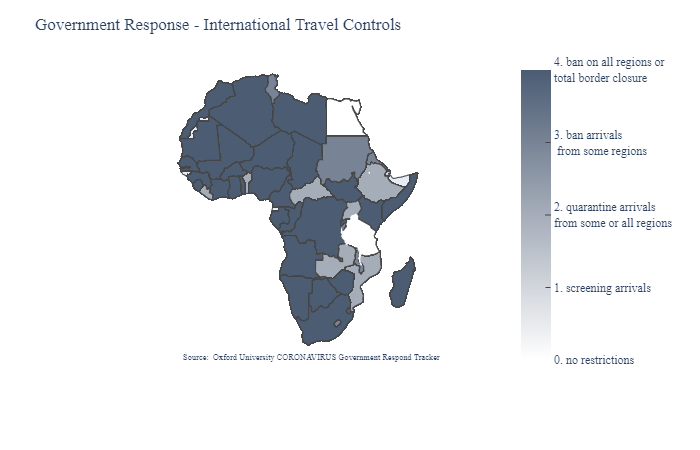 Government Response - International Travel Controls
4. ban on all regions or
total border closure
3. ban arrivals
from some regions
2. quarantine arrivals
from some or all regions
1. screening arrivals
0. no restrictions
Source: Oxford University CORONAVIRUS Government Respond Tracker